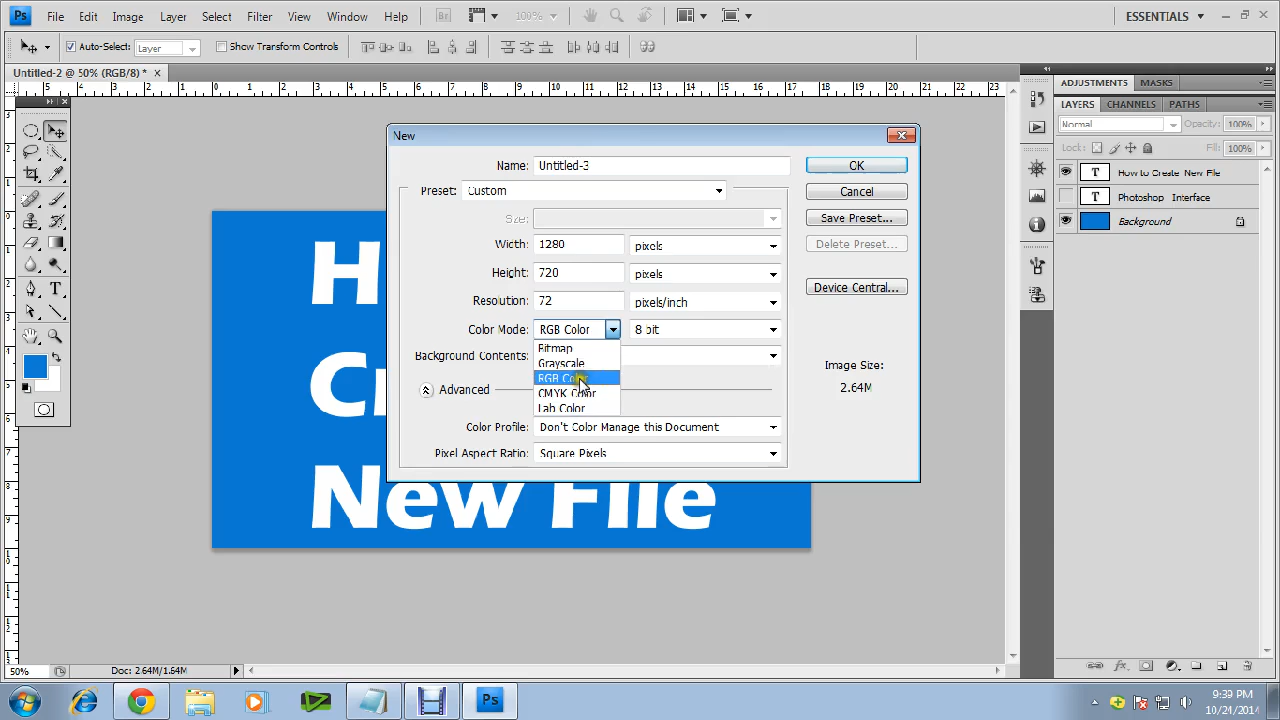 Ps File Edit Image Layer Select Filter View Window Help Br 100% ESSENTIALS
Auto-Select: Layer Show Transform Controls
Untitled-2 @ 50% (RGB/8) *
ADJUSTMENTS MASKS
LAYERS CHANNELS PATHS
Normal Opacity: 100%
Lock: Fill: 100%
T How to Create New File
T Photoshop Interface
Background
New
Name: Untitled-3 OK
Preset: Custom Cancel
Size: Save Preset...
Width: 1280 pixels Delete Preset...
Height: 720 pixels
Device Central...
Resolution: 72 pixels/inch
Color Mode: RGB Color 8 bit
Bitmap
Background Contents:
Grayscale
Image Size:
RGB
2.64M
Advanced
CMYK Color
Lab Color
Color Profile: Don't Color Manage this Document
Pixel Aspect Ratio: Square Pixels
H
C
New File
50% Doc: 2.64M/1.64M
Ps
9:39 PM
10/24/2014